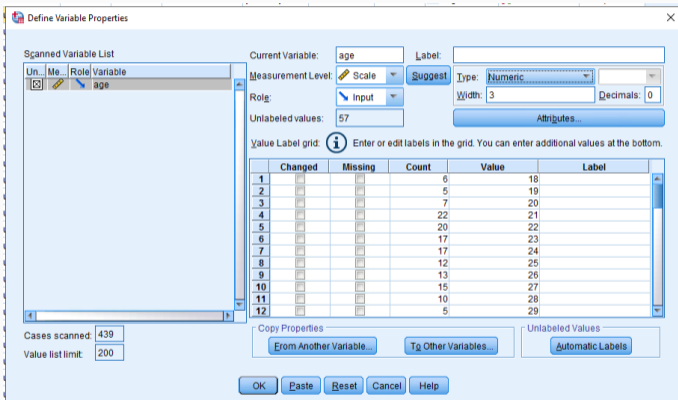 Define Variable Properties
Scanned Variable List
Un... Me... Role Variable
age
Cases scanned: 439
Value list limit: 200
Current Variable: age Label:
Measurement Level: Scale Suggest Type: Numeric
Role: Input Width: 3 Decimals: 0
Unlabeled values: 57 Attributes...
Value Label grid: i Enter or edit labels in the grid. You can enter additional values at the bottom.
Changed Missing Count Value Label
1 6 18
2 5 19
3 7 20
4 22 21
5 20 22
6 17 23
7 17 24
8 12 25
9 13 26
10 15 27
11 10 28
12 5 29
Copy Properties
From Another Variable... To Other Variables...
Unlabeled Values
Automatic Labels
OK Paste Reset Cancel Help